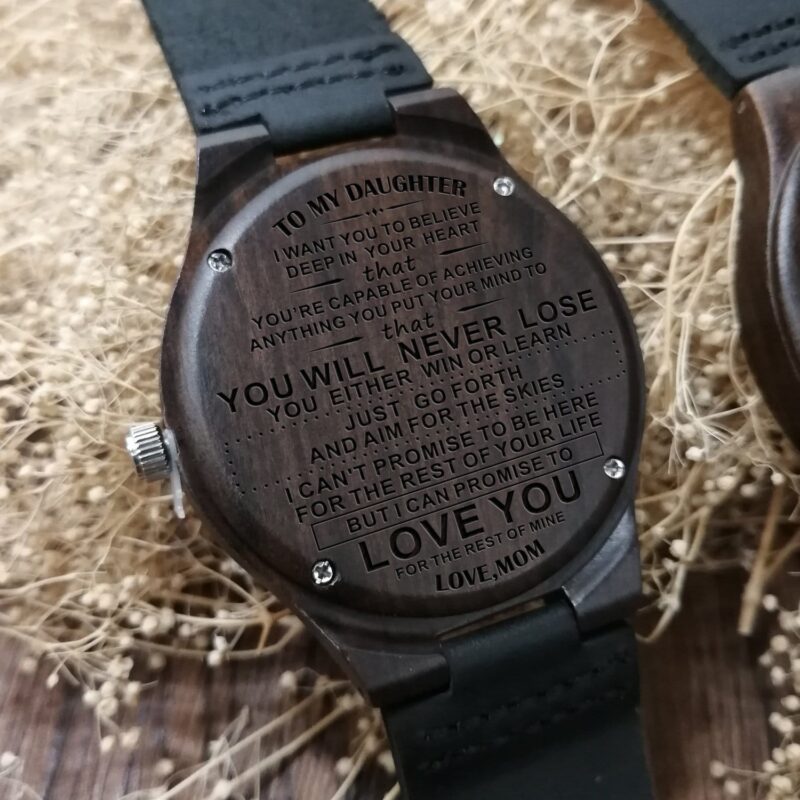 TO MY DAUGHTER
I WANT YOU TO BELIEVE
DEEP IN YOUR HEART
that
YOU'RE CAPABLE OF ACHIEVING
ANYTHING YOU PUT YOUR MIND TO
that
YOU WILL NEVER LOSE
YOU EITHER WIN OR LEARN
JUST GO FORTH
AND AIM FOR THE SKIES
I CAN'T PROMISE TO BE HERE
FOR THE REST OF YOUR LIFE
BUT I CAN PROMISE TO
LOVE YOU
FOR THE REST OF MINE
LOVE,MOM